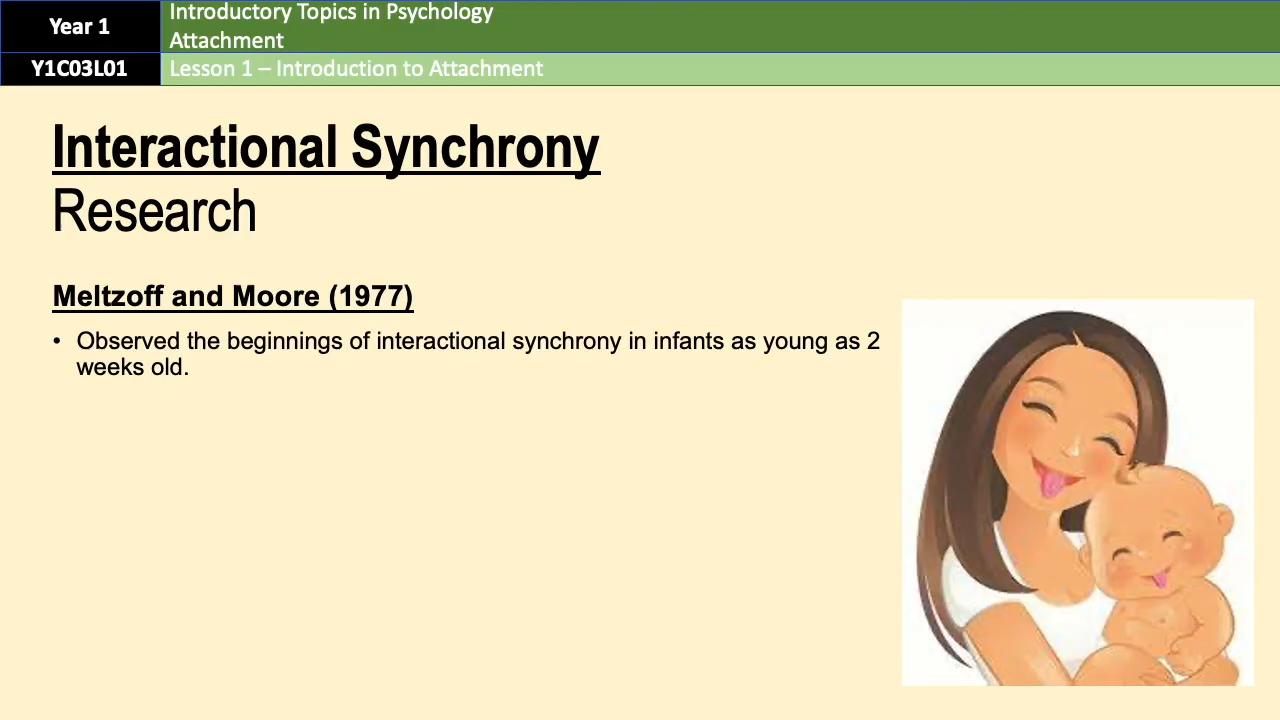 Year 1
Introductory Topics in Psychology
Attachment
Y1C03L01
Lesson 1 – Introduction to Attachment
Interactional Synchrony
Research
Meltzoff and Moore (1977)
• Observed the beginnings of interactional synchrony in infants as young as 2
weeks old.